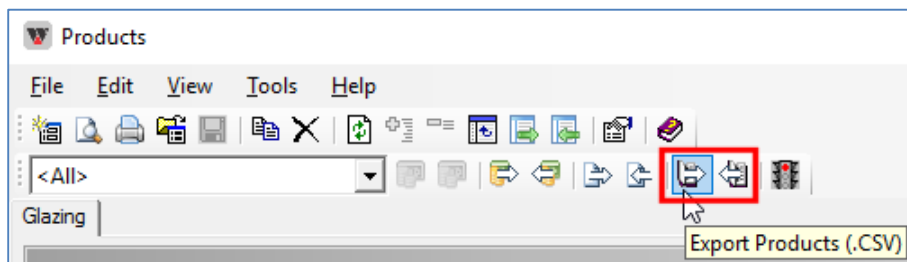 Products
File Edit View Tools Help
<All>
Glazing
Export Products (.CSV)